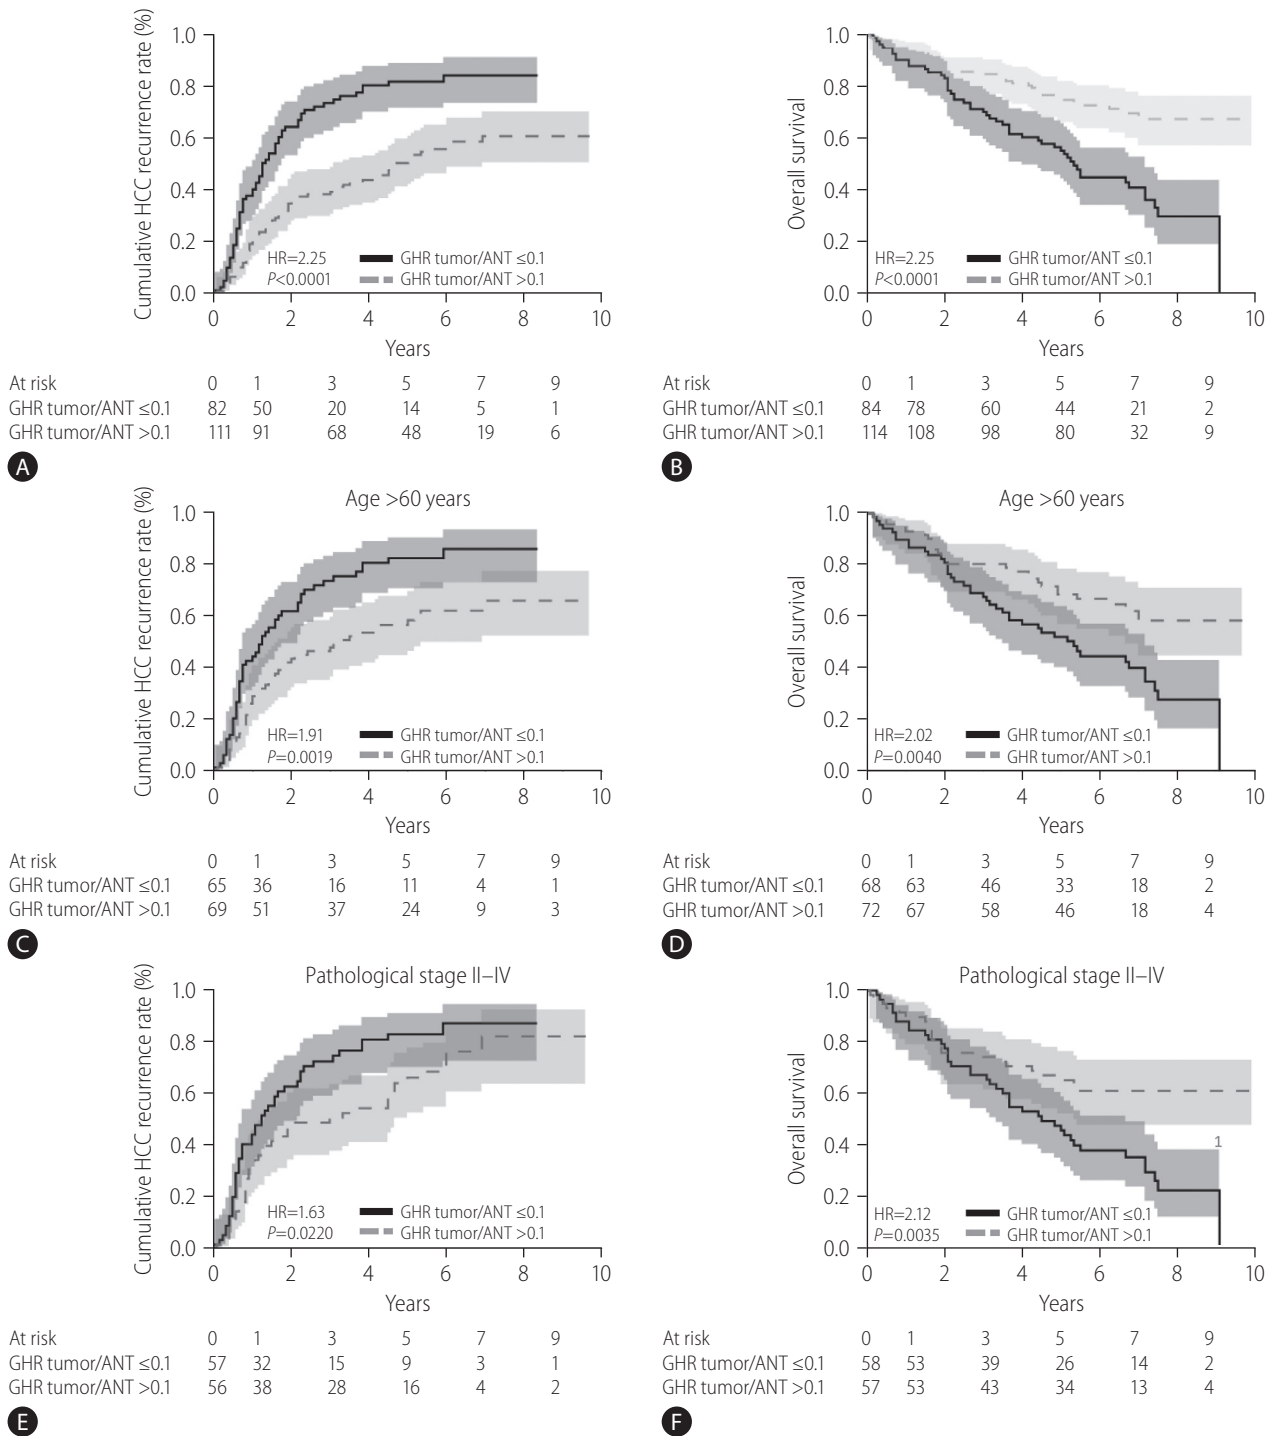 Cumulative HCC recurrence rate (%)
1.0
0.8
0.6
0.4
0.2
0.0
HR=2.25
P<0.0001
GHR tumor/ANT ≤0.1
GHR tumor/ANT >0.1
0 2 4 6 8 10
Years
At risk 0 1 3 5 7 9
GHR tumor/ANT ≤0.1 82 50 20 14 5 1
GHR tumor/ANT >0.1 111 91 68 48 19 6
A
Overall survival
1.0
0.8
0.6
0.4
0.2
0.0
HR=2.25
P<0.0001
GHR tumor/ANT ≤0.1
GHR tumor/ANT >0.1
0 2 4 6 8 10
Years
At risk 0 1 3 5 7 9
GHR tumor/ANT ≤0.1 84 78 60 44 21 2
GHR tumor/ANT >0.1 114 108 98 80 32 9
B
Age >60 years
Cumulative HCC recurrence rate (%)
1.0
0.8
0.6
0.4
0.2
0.0
HR=1.91
P=0.0019
GHR tumor/ANT ≤0.1
GHR tumor/ANT >0.1
0 2 4 6 8 10
Years
At risk 0 1 3 5 7 9
GHR tumor/ANT ≤0.1 65 36 16 11 4 1
GHR tumor/ANT >0.1 69 51 37 24 9 3
C
Age >60 years
Overall survival
1.0
0.8
0.6
0.4
0.2
0.0
HR=2.02
P=0.0040
GHR tumor/ANT ≤0.1
GHR tumor/ANT >0.1
0 2 4 6 8 10
Years
At risk 0 1 3 5 7 9
GHR tumor/ANT ≤0.1 68 63 46 33 18 2
GHR tumor/ANT >0.1 72 67 58 46 18 4
D
Pathological stage II–IV
Cumulative HCC recurrence rate (%)
1.0
0.8
0.6
0.4
0.2
0.0
HR=1.63
P=0.0220
GHR tumor/ANT ≤0.1
GHR tumor/ANT >0.1
0 2 4 6 8 10
Years
At risk 0 1 3 5 7 9
GHR tumor/ANT ≤0.1 57 32 15 9 3 1
GHR tumor/ANT >0.1 56 38 28 16 4 2
E
Pathological stage II–IV
Overall survival
1.0
0.8
0.6
0.4
0.2
0.0
1
HR=2.12
P=0.0035
GHR tumor/ANT ≤0.1
GHR tumor/ANT >0.1
0 2 4 6 8 10
Years
At risk 0 1 3 5 7 9
GHR tumor/ANT ≤0.1 58 53 39 26 14 2
GHR tumor/ANT >0.1 57 53 43 34 13 4
F